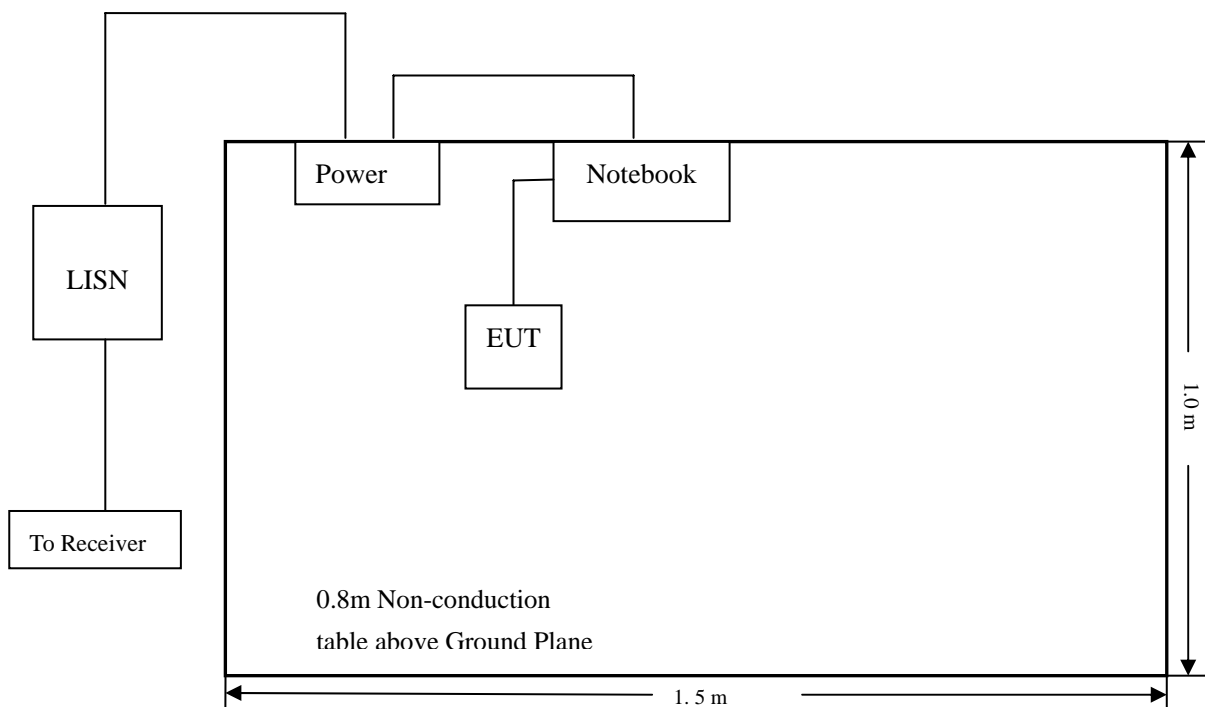 Power
Notebook
LISN
EUT
1.0 m
To Receiver
0.8m Non-conduction
table above Ground Plane
1. 5 m